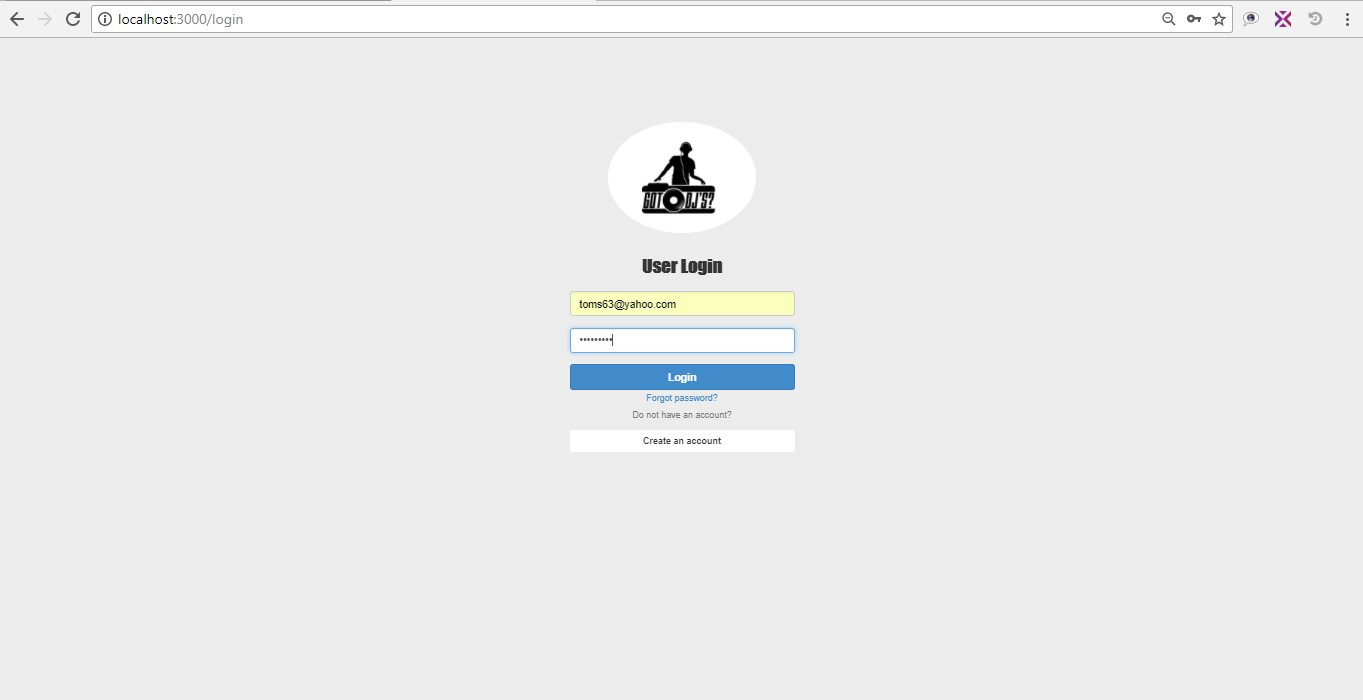 localhost:3000/login
GOT DJ'S?
User Login
toms63@yahoo.com
•••••••••
Login
Forgot password?
Do not have an account?
Create an account